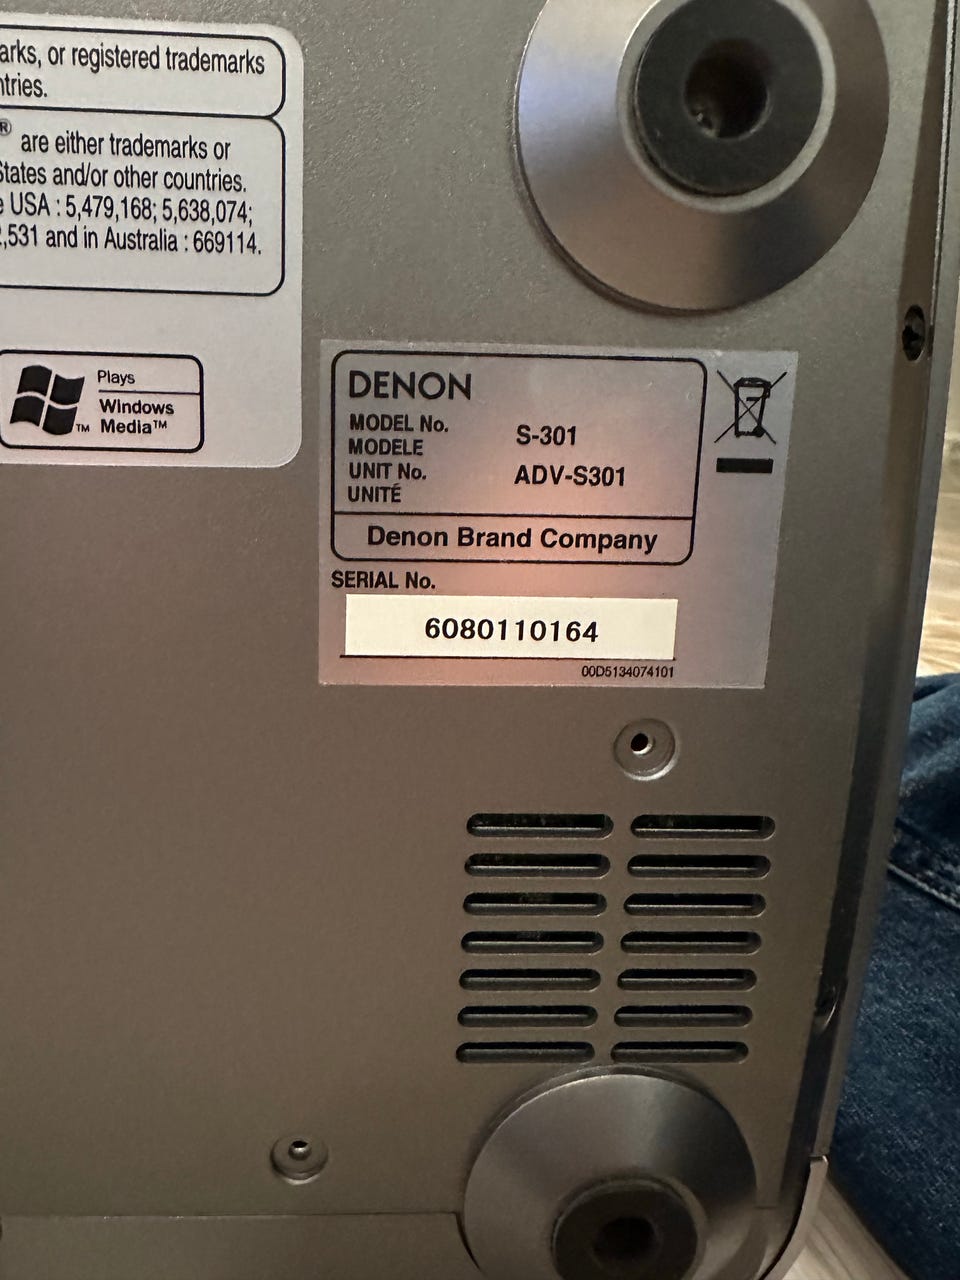 arks, or registered trademarks
ntries.
® are either trademarks or
States and/or other countries.
e USA : 5,479,168; 5,638,074;
,531 and in Australia : 669114.
Plays
Windows
™ Media™
DENON
MODEL No.
MODÈLE
S-301
UNIT No.
UNITÉ
ADV-S301
Denon Brand Company
SERIAL No.
6080110164
00D5134074101